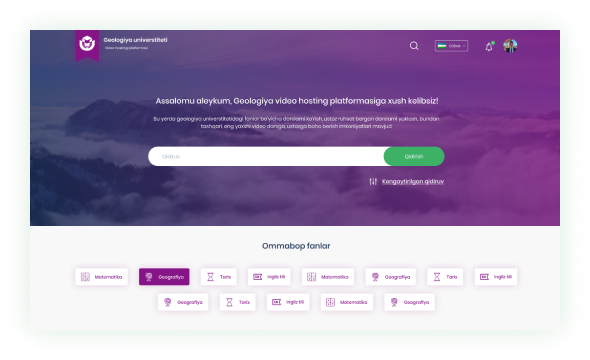 Geologiya universtiteti
Video hosting platformasi
O'zbek
Assalomu aleykum, Geologiya video hosting platformasiga xush kelibsiz!
Bu yerda geologiya universtitetidagi fanlar bo'yicha darslarni ko'rish, ustoz ruhsat bergan darslarni yuklash, bundan
tashqari, eng yaxshi video darsga, ustozga baho berish imkoniyatlari mavjud
Qidiruv
Qidirish
Kengaytirilgan qidiruv
Ommabop fanlar
Matematika Geografiya Tarix Ingliz tili Matematika Geografiya Tarix Ingliz tili
Geografiya Tarix Ingliz tili Matematika Geografiya